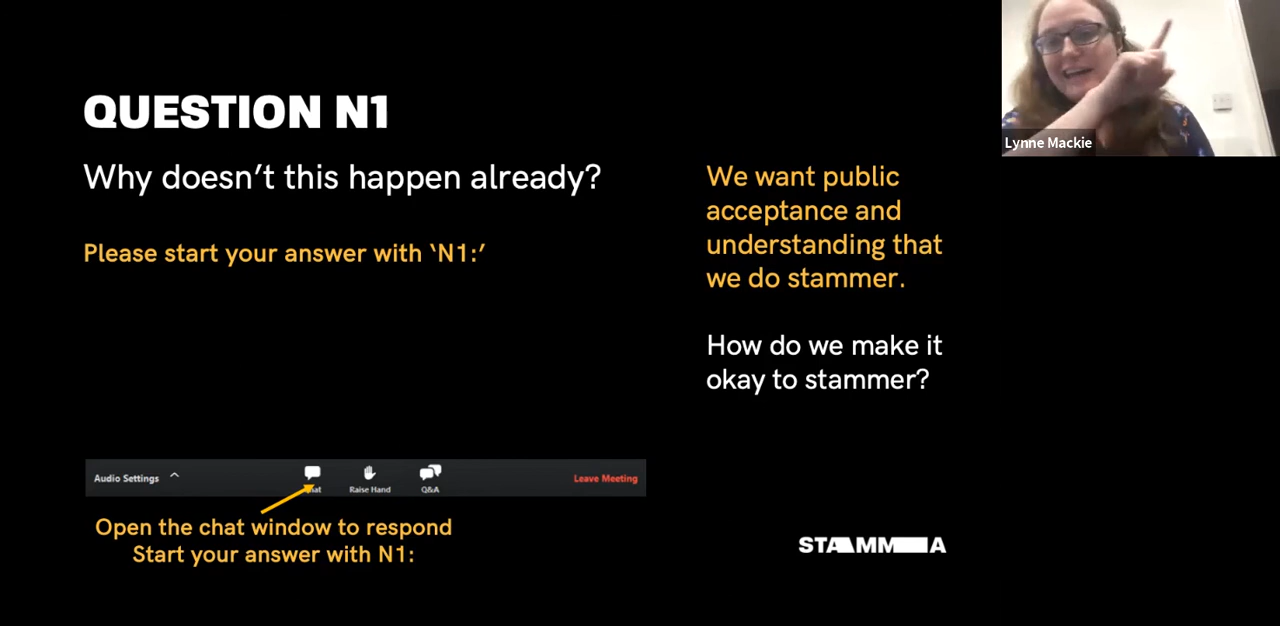 Lynne Mackie
QUESTION N1
Why doesn't this happen already?
Please start your answer with ‘N1:’
We want public
acceptance and
understanding that
we do stammer.
How do we make it
okay to stammer?
Audio Settings
Raise Hand
Q&A
Leave Meeting
Open the chat window to respond
Start your answer with N1:
STAMMA